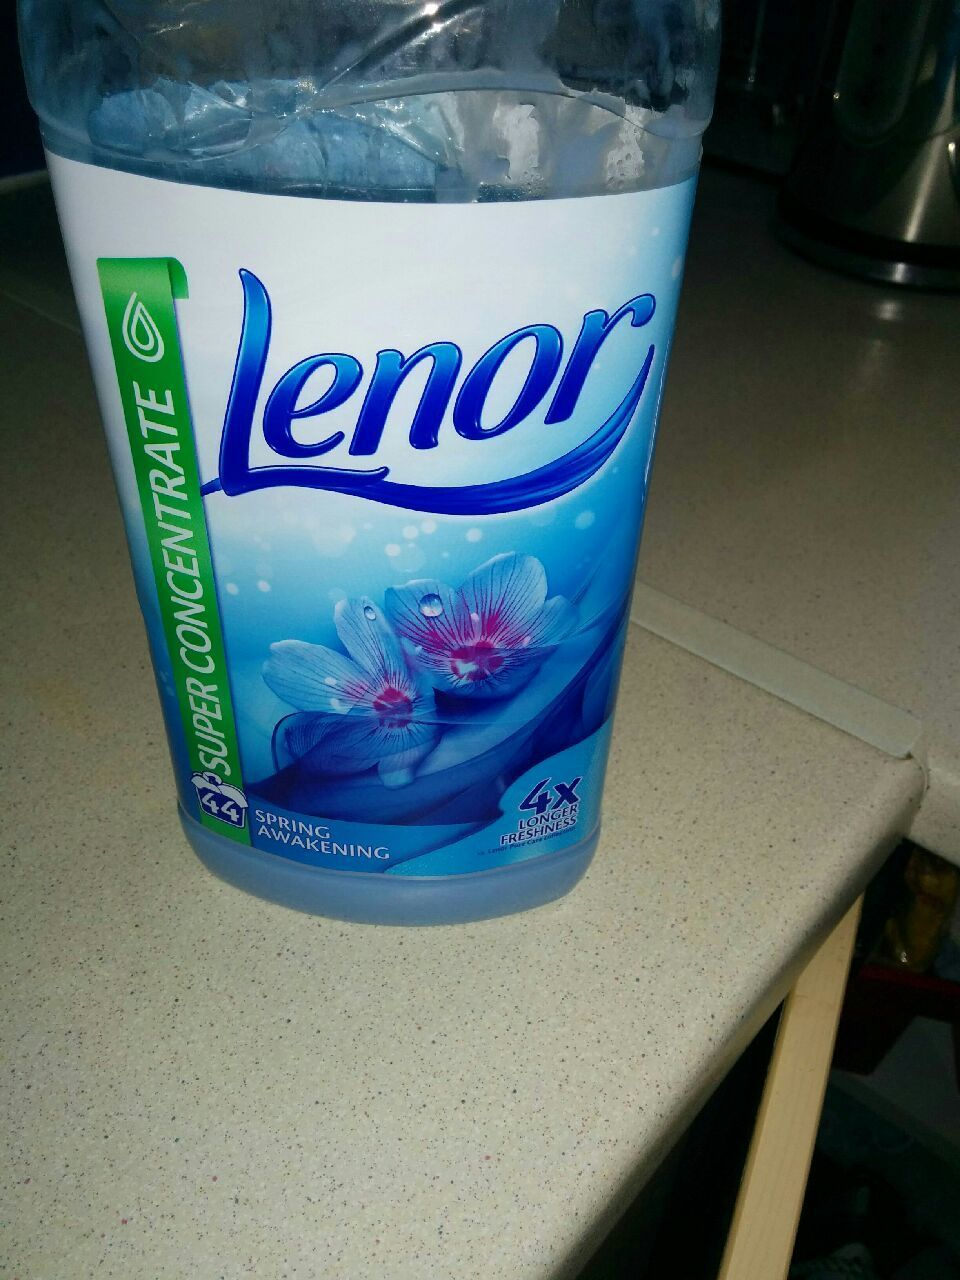 Lenor
SUPER CONCENTRATE
44
SPRING
AWAKENING
4x
LONGER
FRESHNESS